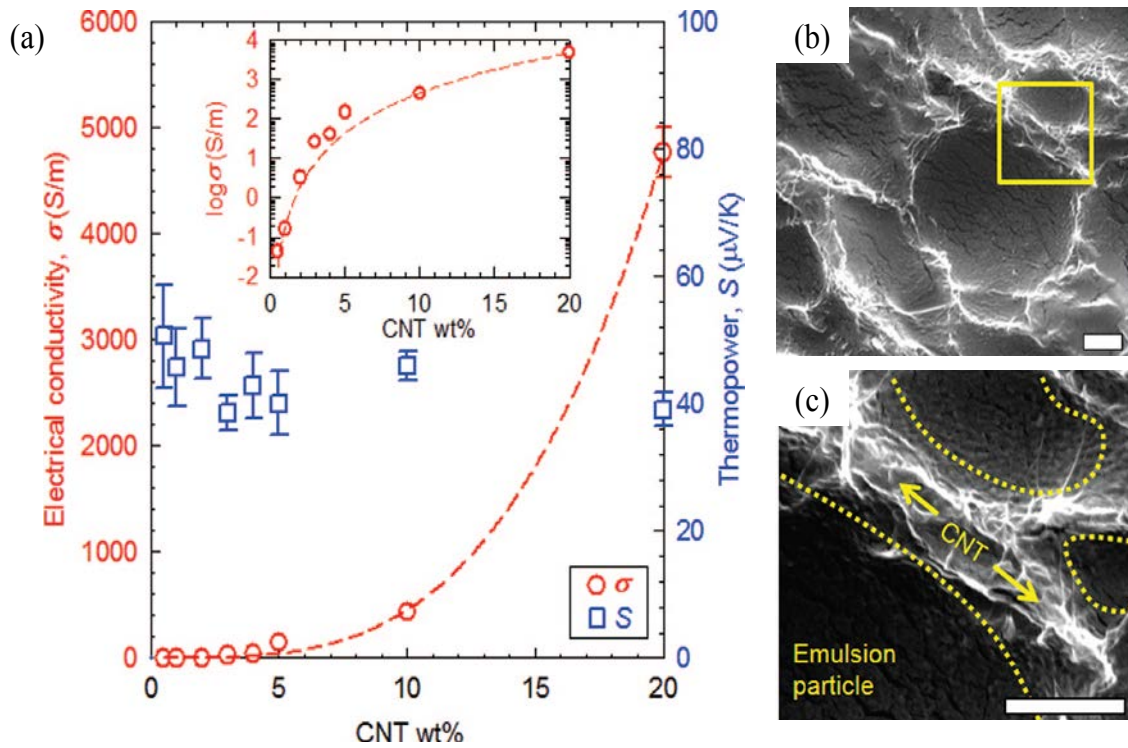 (a)
6000
5000
4000
3000
2000
1000
0
Electrical conductivity, σ (S/m)
100
80
60
40
20
0
Thermopower, S (μV/K)
4
3
2
1
0
-1
-2
logσ (S/m)
0 5 10 15 20
CNT wt%
σ
S
0 5 10 15 20
CNT wt%
(b)
(c)
CNT
Emulsion
particle